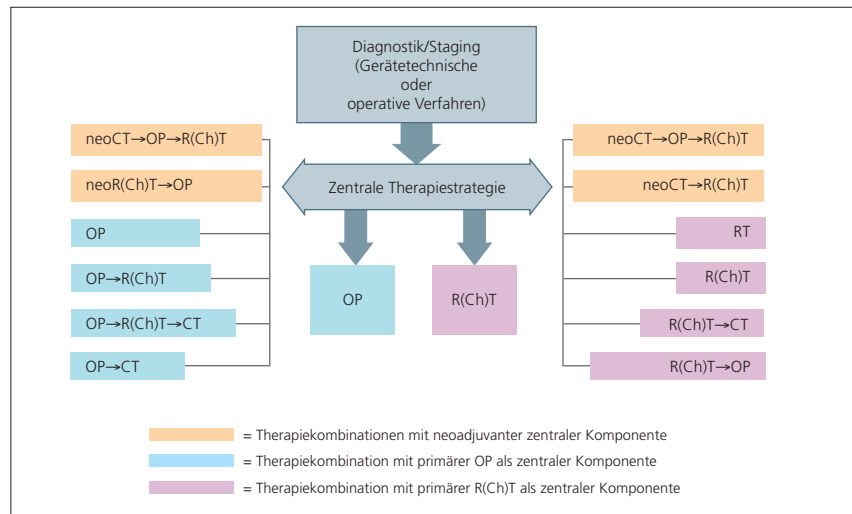 Diagnostik/Staging
(Gerätetechnische
oder
operative Verfahren)
Zentrale Therapiestrategie
OP
R(Ch)T
neoCT→OP→R(Ch)T
neoR(Ch)T→OP
OP
OP→R(Ch)T
OP→R(Ch)T→CT
OP→CT
neoCT→OP→R(Ch)T
neoCT→R(Ch)T
RT
R(Ch)T
R(Ch)T→CT
R(Ch)T→OP
= Therapiekombinationen mit neoadjuvanter zentraler Komponente
= Therapiekombination mit primärer OP als zentraler Komponente
= Therapiekombination mit primärer R(Ch)T als zentraler Komponente